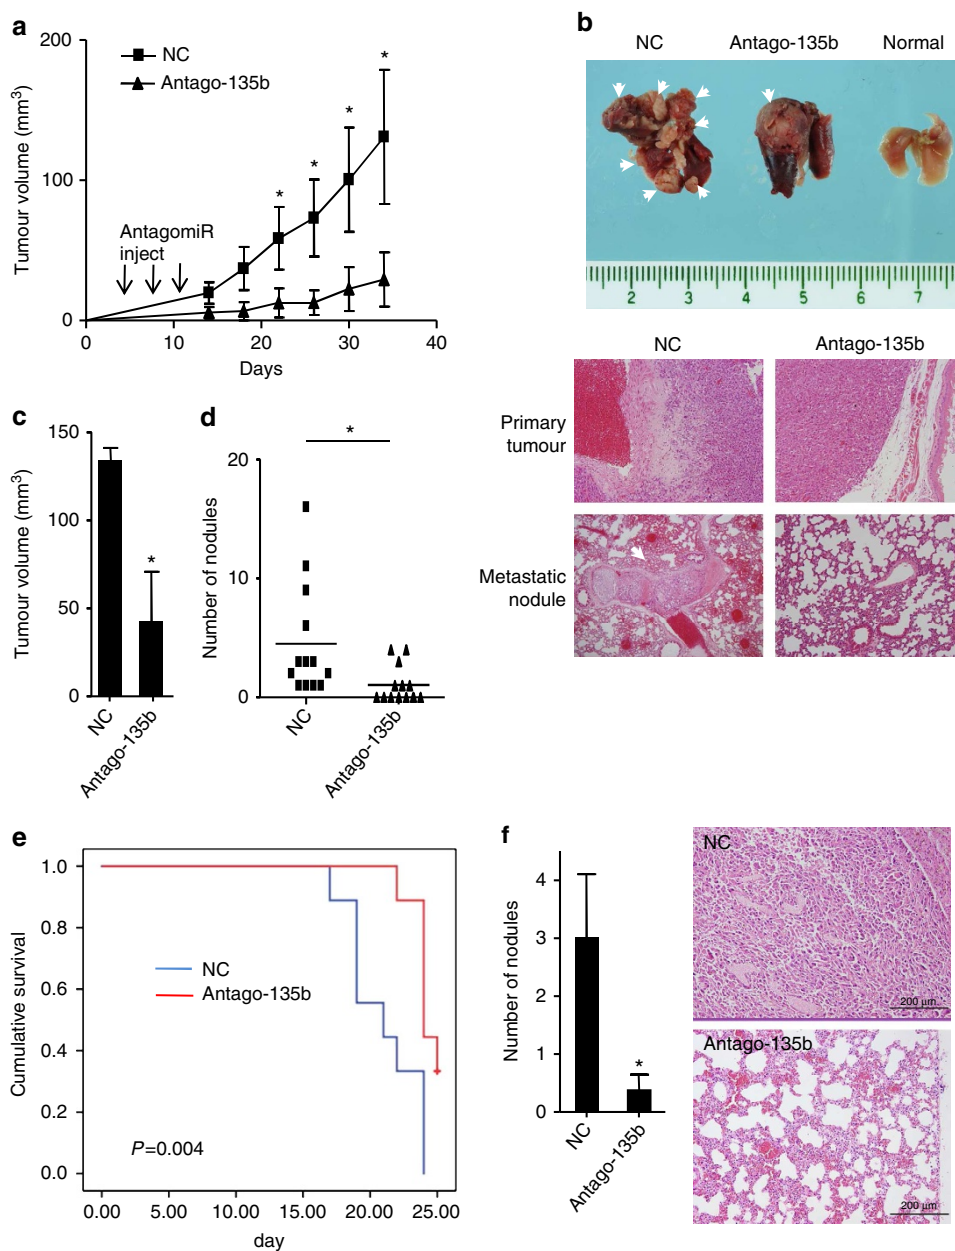 a
200
100
0
Tumour volume (mm³)
NC
Antago-135b
* * * * *
AntagomiR
inject
0 10 20 30 40
Days
b
NC Antago-135b Normal
2 3 4 5 6 7
NC Antago-135b
Primary
tumour
Metastatic
nodule
c
150
100
50
0
Tumour volume (mm³)
*
NC
Antago-135b
d
*
20
10
0
Number of nodules
NC
Antago-135b
e
1.0
0.8
0.6
0.4
0.2
0.0
Cumulative survival
NC
Antago-135b
P=0.004
0.00 5.00 10.00 15.00 20.00 25.00
day
f
4
3
2
1
0
Number of nodules
*
NC
Antago-135b
NC
200 µm
Antago-135b
200 µm